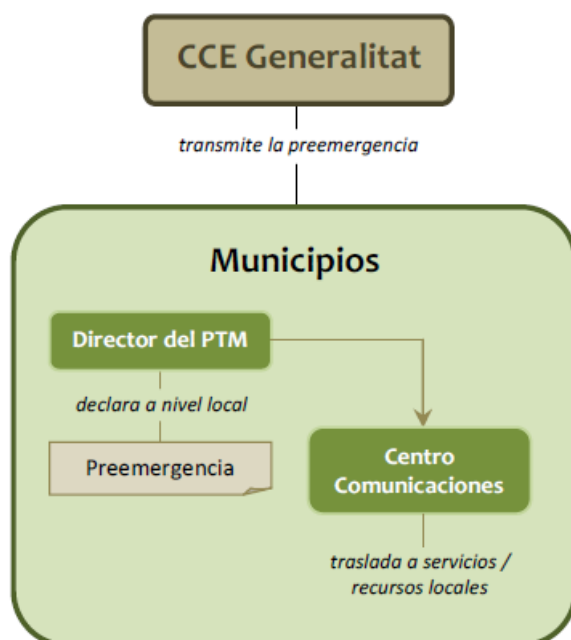 CCE Generalitat
transmite la preemergencia
Municipios
Director del PTM
declara a nivel local
Preemergencia
Centro
Comunicaciones
traslada a servicios /
recursos locales